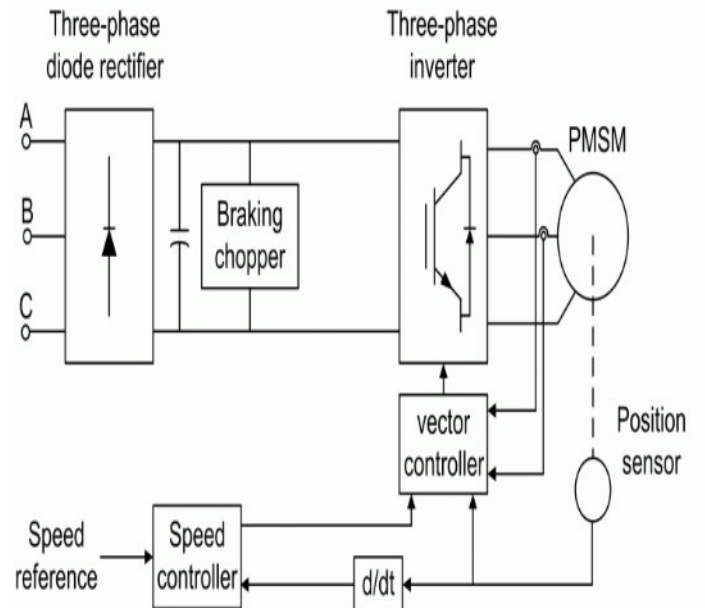 Three-phase
diode rectifier
Three-phase
inverter
A
B
C
Braking
chopper
PMSM
vector
controller
Position
sensor
Speed
reference
Speed
controller
d/dt